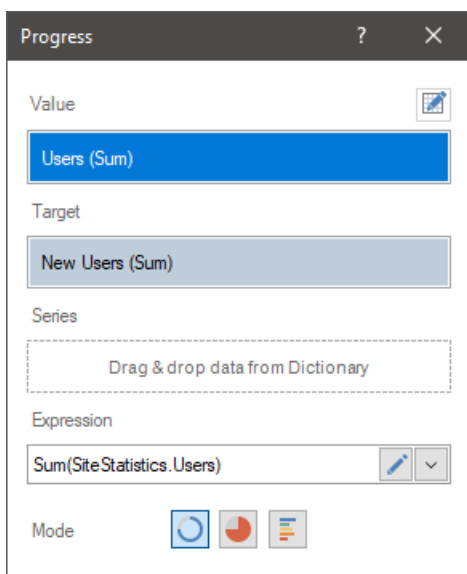 Progress ?
Value
Users (Sum)
Target
New Users (Sum)
Series
Drag & drop data from Dictionary
Expression
Sum(SiteStatistics.Users)
Mode